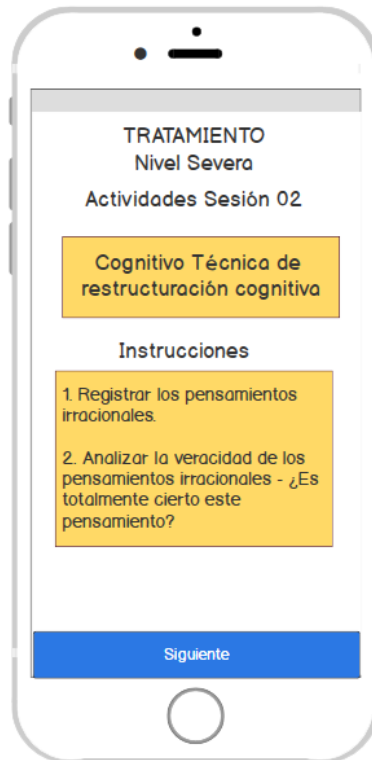 TRATAMIENTO
Nivel Severa
Actividades Sesión 02
Cognitivo Técnica de
restructuración cognitiva
Instrucciones
1. Registrar los pensamientos
irracionales.
2. Analizar la veracidad de los
pensamientos irracionales - ¿Es
totalmente cierto este
pensamiento?
Siguiente